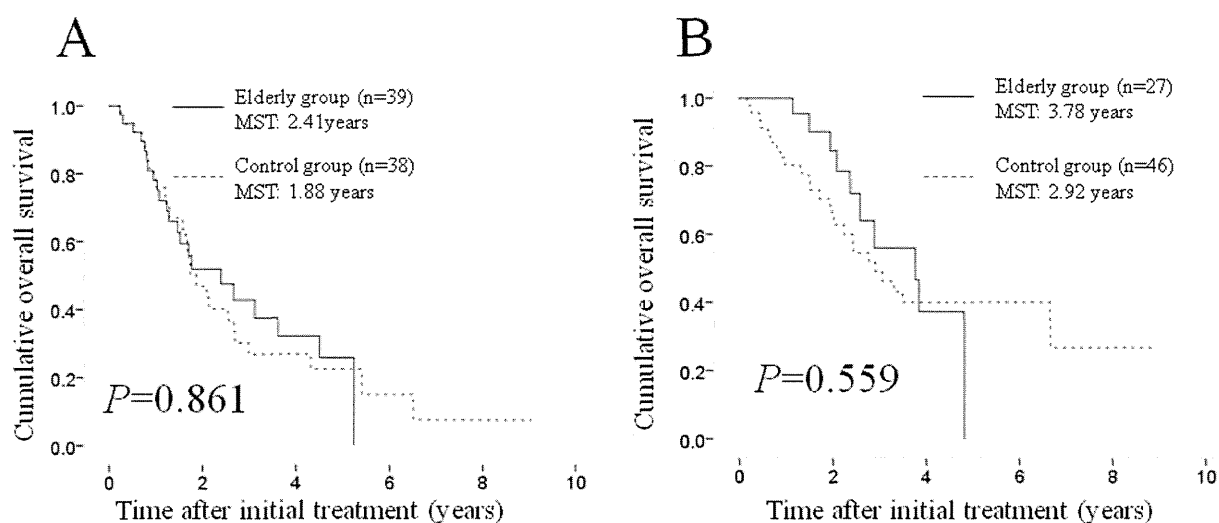 A
Elderly group (n=39)
MST: 2.41years
Control group (n=38)
MST: 1.88 years
Cumulative overall survival
1.0
0.8
0.6
0.4
0.2
0.0
P=0.861
0 2 4 6 8 10
Time after initial treatment (years)
B
Elderly group (n=27)
MST: 3.78 years
Control group (n=46)
MST: 2.92 years
Cumulative overall survival
1.0
0.8
0.6
0.4
0.2
0.0
P=0.559
0 2 4 6 8 10
Time after initial treatment (years)